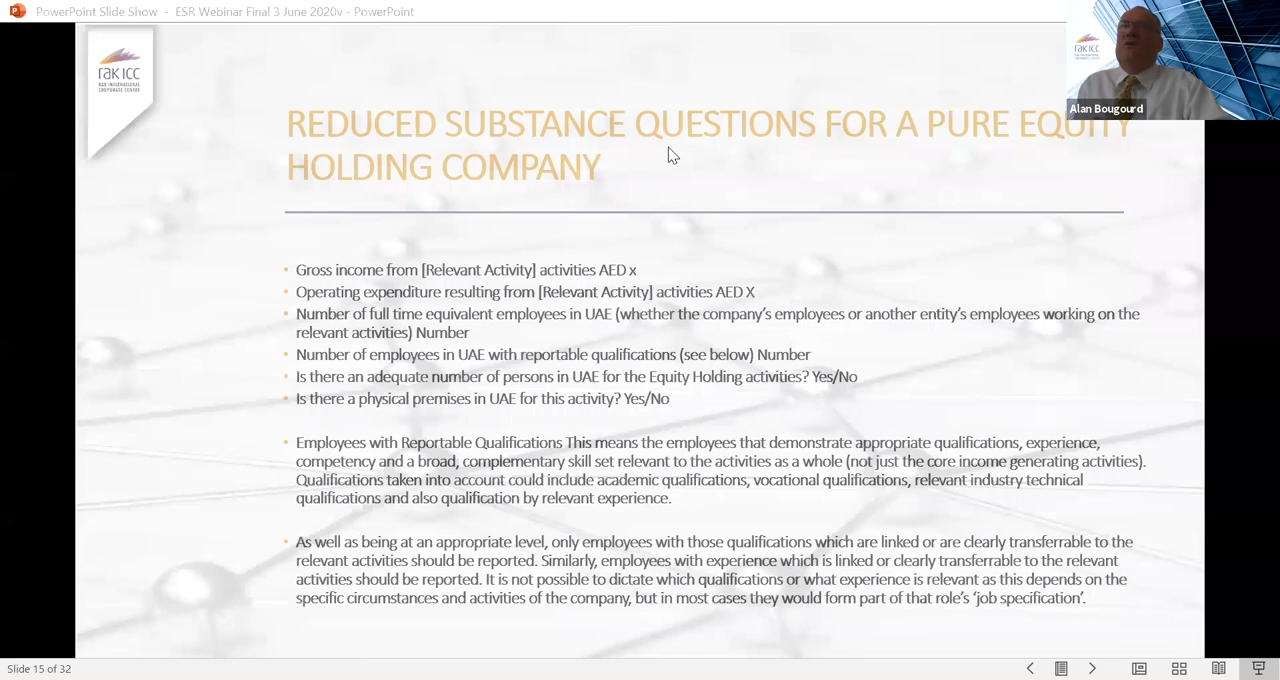 PowerPoint Slide Show - ESR Webinar Final 3 June 2020v - PowerPoint
rak ICC
RAK INTERNATIONAL
CORPORATE CENTRE
Alan Bougourd
REDUCED SUBSTANCE QUESTIONS FOR A PURE EQUITY
HOLDING COMPANY
• Gross income from [Relevant Activity] activities AED x
• Operating expenditure resulting from [Relevant Activity] activities AED X
• Number of full time equivalent employees in UAE (whether the company's employees or another entity's employees working on the
relevant activities) Number
• Number of employees in UAE with reportable qualifications (see below) Number
• Is there an adequate number of persons in UAE for the Equity Holding activities? Yes/No
• Is there a physical premises in UAE for this activity? Yes/No
• Employees with Reportable Qualifications This means the employees that demonstrate appropriate qualifications, experience,
competency and a broad, complementary skill set relevant to the activities as a whole (not just the core income generating activities).
Qualifications taken into account could include academic qualifications, vocational qualifications, relevant industry technical
qualifications and also qualification by relevant experience.
• As well as being at an appropriate level, only employees with those qualifications which are linked or are clearly transferrable to the
relevant activities should be reported. Similarly, employees with experience which is linked or clearly transferrable to the relevant
activities should be reported. It is not possible to dictate which qualifications or what experience is relevant as this depends on the
specific circumstances and activities of the company, but in most cases they would form part of that role's 'job specification'.
Slide 15 of 32